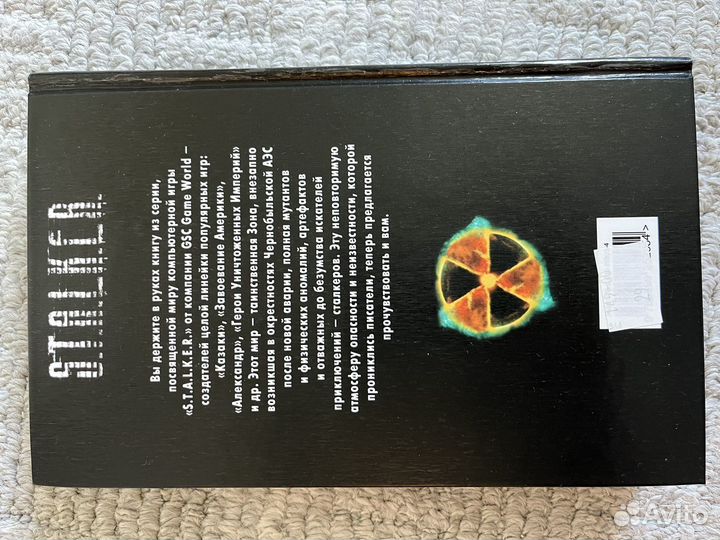 S.T.A.L.K.E.R.
Вы держите в руках книгу из серии,
посвященной миру компьютерной игры
«S.T.A.L.K.E.R.» от компании GSC Game World –
создателей целой линейки популярных игр:
«Казаки», «Завоевание Америки»,
«Александр», «Герои Уничтоженных Империй»
и др. Этот мир – таинственная Зона, внезапно
возникшая в окрестностях Чернобыльской АЭС
после новой аварии, полная мутантов
и физических аномалий, артефактов
и отважных до безумства искателей
приключений – сталкеров. Эту неповторимую
атмосферу опасности и неизвестности, которой
прониклись писатели, теперь предлагается
прочувствовать и вам.
Avito